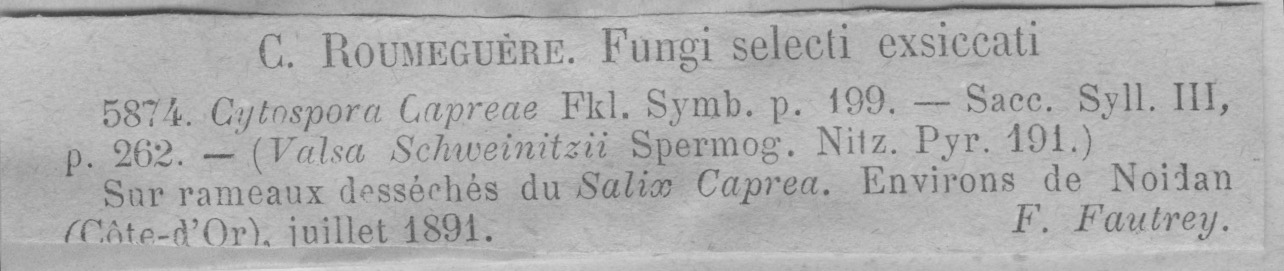 C. ROUMEGUÈRE. Fungi selecti exsiccati
5874. Cytospora Capreae Fkl. Symb. p. 199. — Sacc. Syll. III,
p. 262. — (Valsa Schweinitzii Spermog. Nitz. Pyr. 191.)
Sur rameaux desséchés du Salix Caprea. Environs de Noidan
(Côte-d'Or), juillet 1891. F. Fautrey.